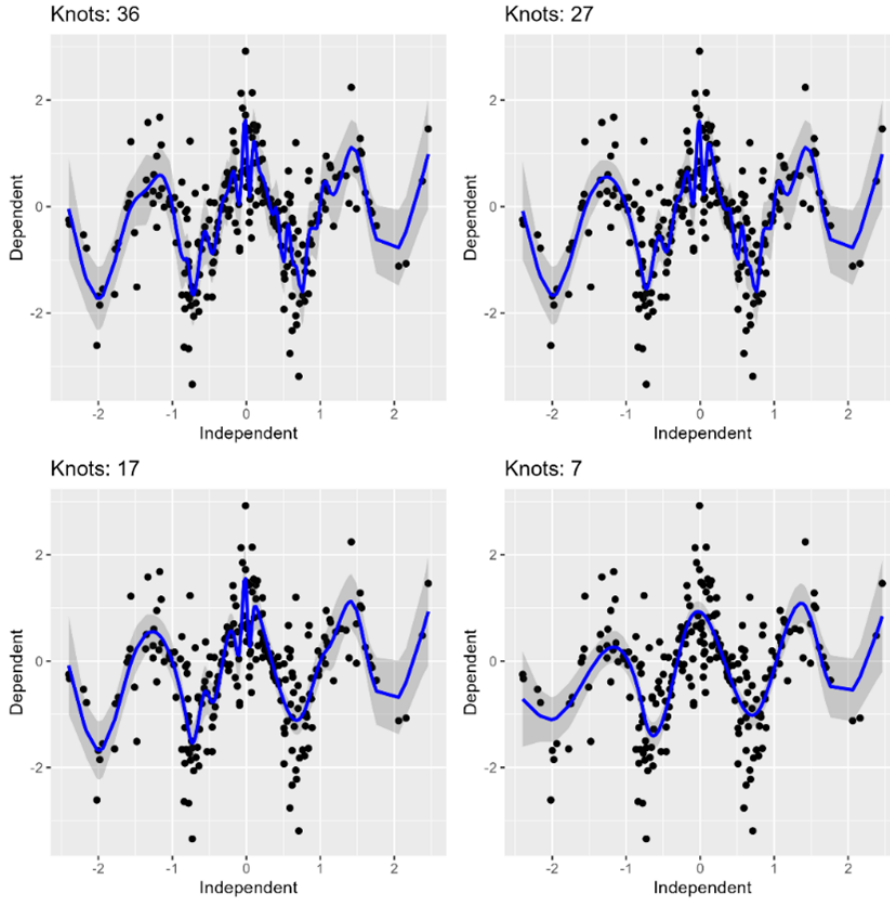 Knots: 36
Knots: 27
2
0
-2
Dependent
-2 -1 0 1 2
Independent
2
0
-2
Dependent
-2 -1 0 1 2
Independent
Knots: 17
Knots: 7
2
0
-2
Dependent
-2 -1 0 1 2
Independent
2
0
-2
Dependent
-2 -1 0 1 2
Independent